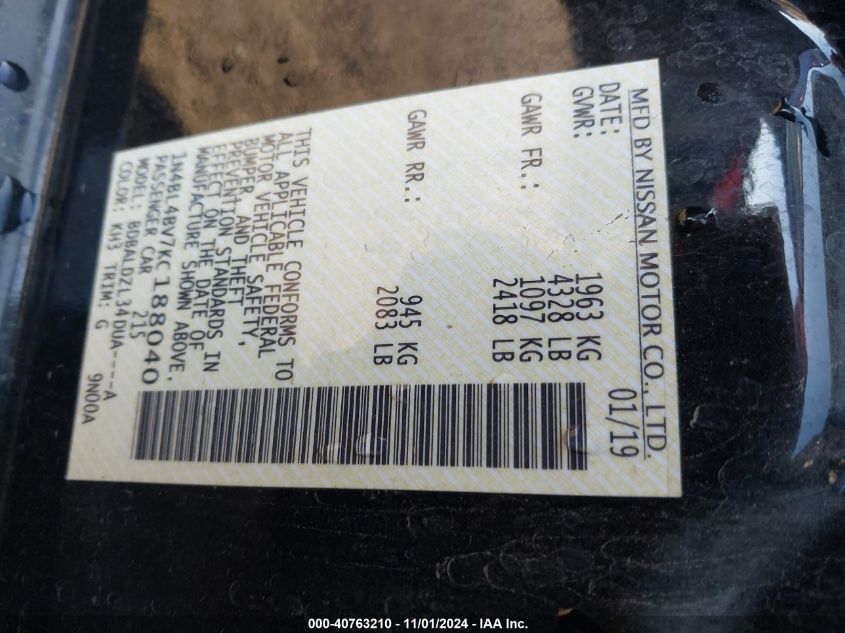 MFD BY NISSAN MOTOR CO., LTD.
DATE: 01/19
GVWR: 1963 KG
4328 LB
GAWR FR.: 1097 KG
2418 LB
GAWR RR.: 945 KG
2083 LB
THIS VEHICLE CONFORMS TO
ALL APPLICABLE FEDERAL
MOTOR VEHICLE SAFETY,
BUMPER, AND THEFT
PREVENTION STANDARDS IN
EFFECT ON THE DATE OF
MANUFACTURE SHOWN ABOVE.
1N4BL4BV7KC188040
PASSENGER CAR 215
MODEL: BDBALDZL34DUA----A
COLOR: KH3 TRIM: G 9N00A
000-40763210 - 11/01/2024 - IAA Inc.